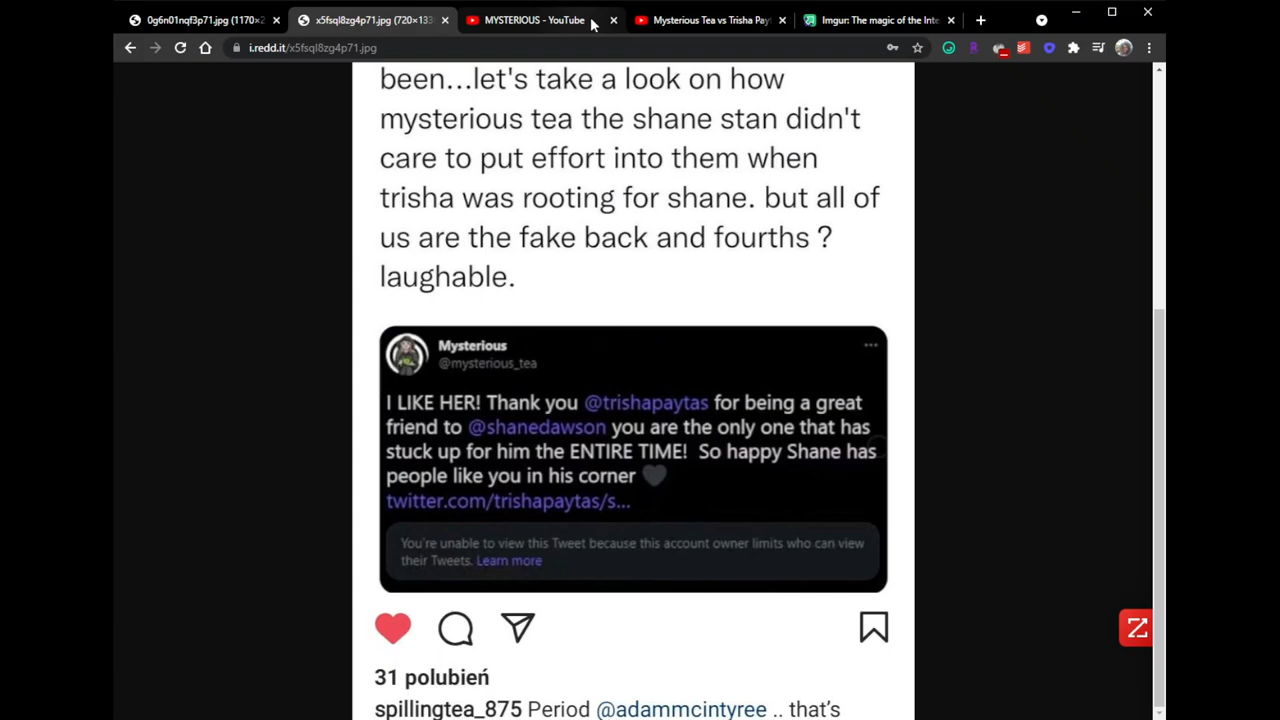 0g6n01nqf3p71.jpg (1170×2
x5fsql8zg4p71.jpg (720×133
MYSTERIOUS - YouTube
Mysterious Tea vs Trisha Payt
Imgur: The magic of the Inte
i.redd.it/x5fsql8zg4p71.jpg
been...let's take a look on how
mysterious tea the shane stan didn't
care to put effort into them when
trisha was rooting for shane. but all of
us are the fake back and fourths ?
laughable.
Mysterious
@mysterious_tea
I LIKE HER! Thank you @trishapaytas for being a great
friend to @shanedawson you are the only one that has
stuck up for him the ENTIRE TIME! So happy Shane has
people like you in his corner 🖤
twitter.com/trishapaytas/s...
You're unable to view this Tweet because this account owner limits who can view
their Tweets. Learn more
31 polubień
spillingtea_875 Period @adammcintyree .. that's